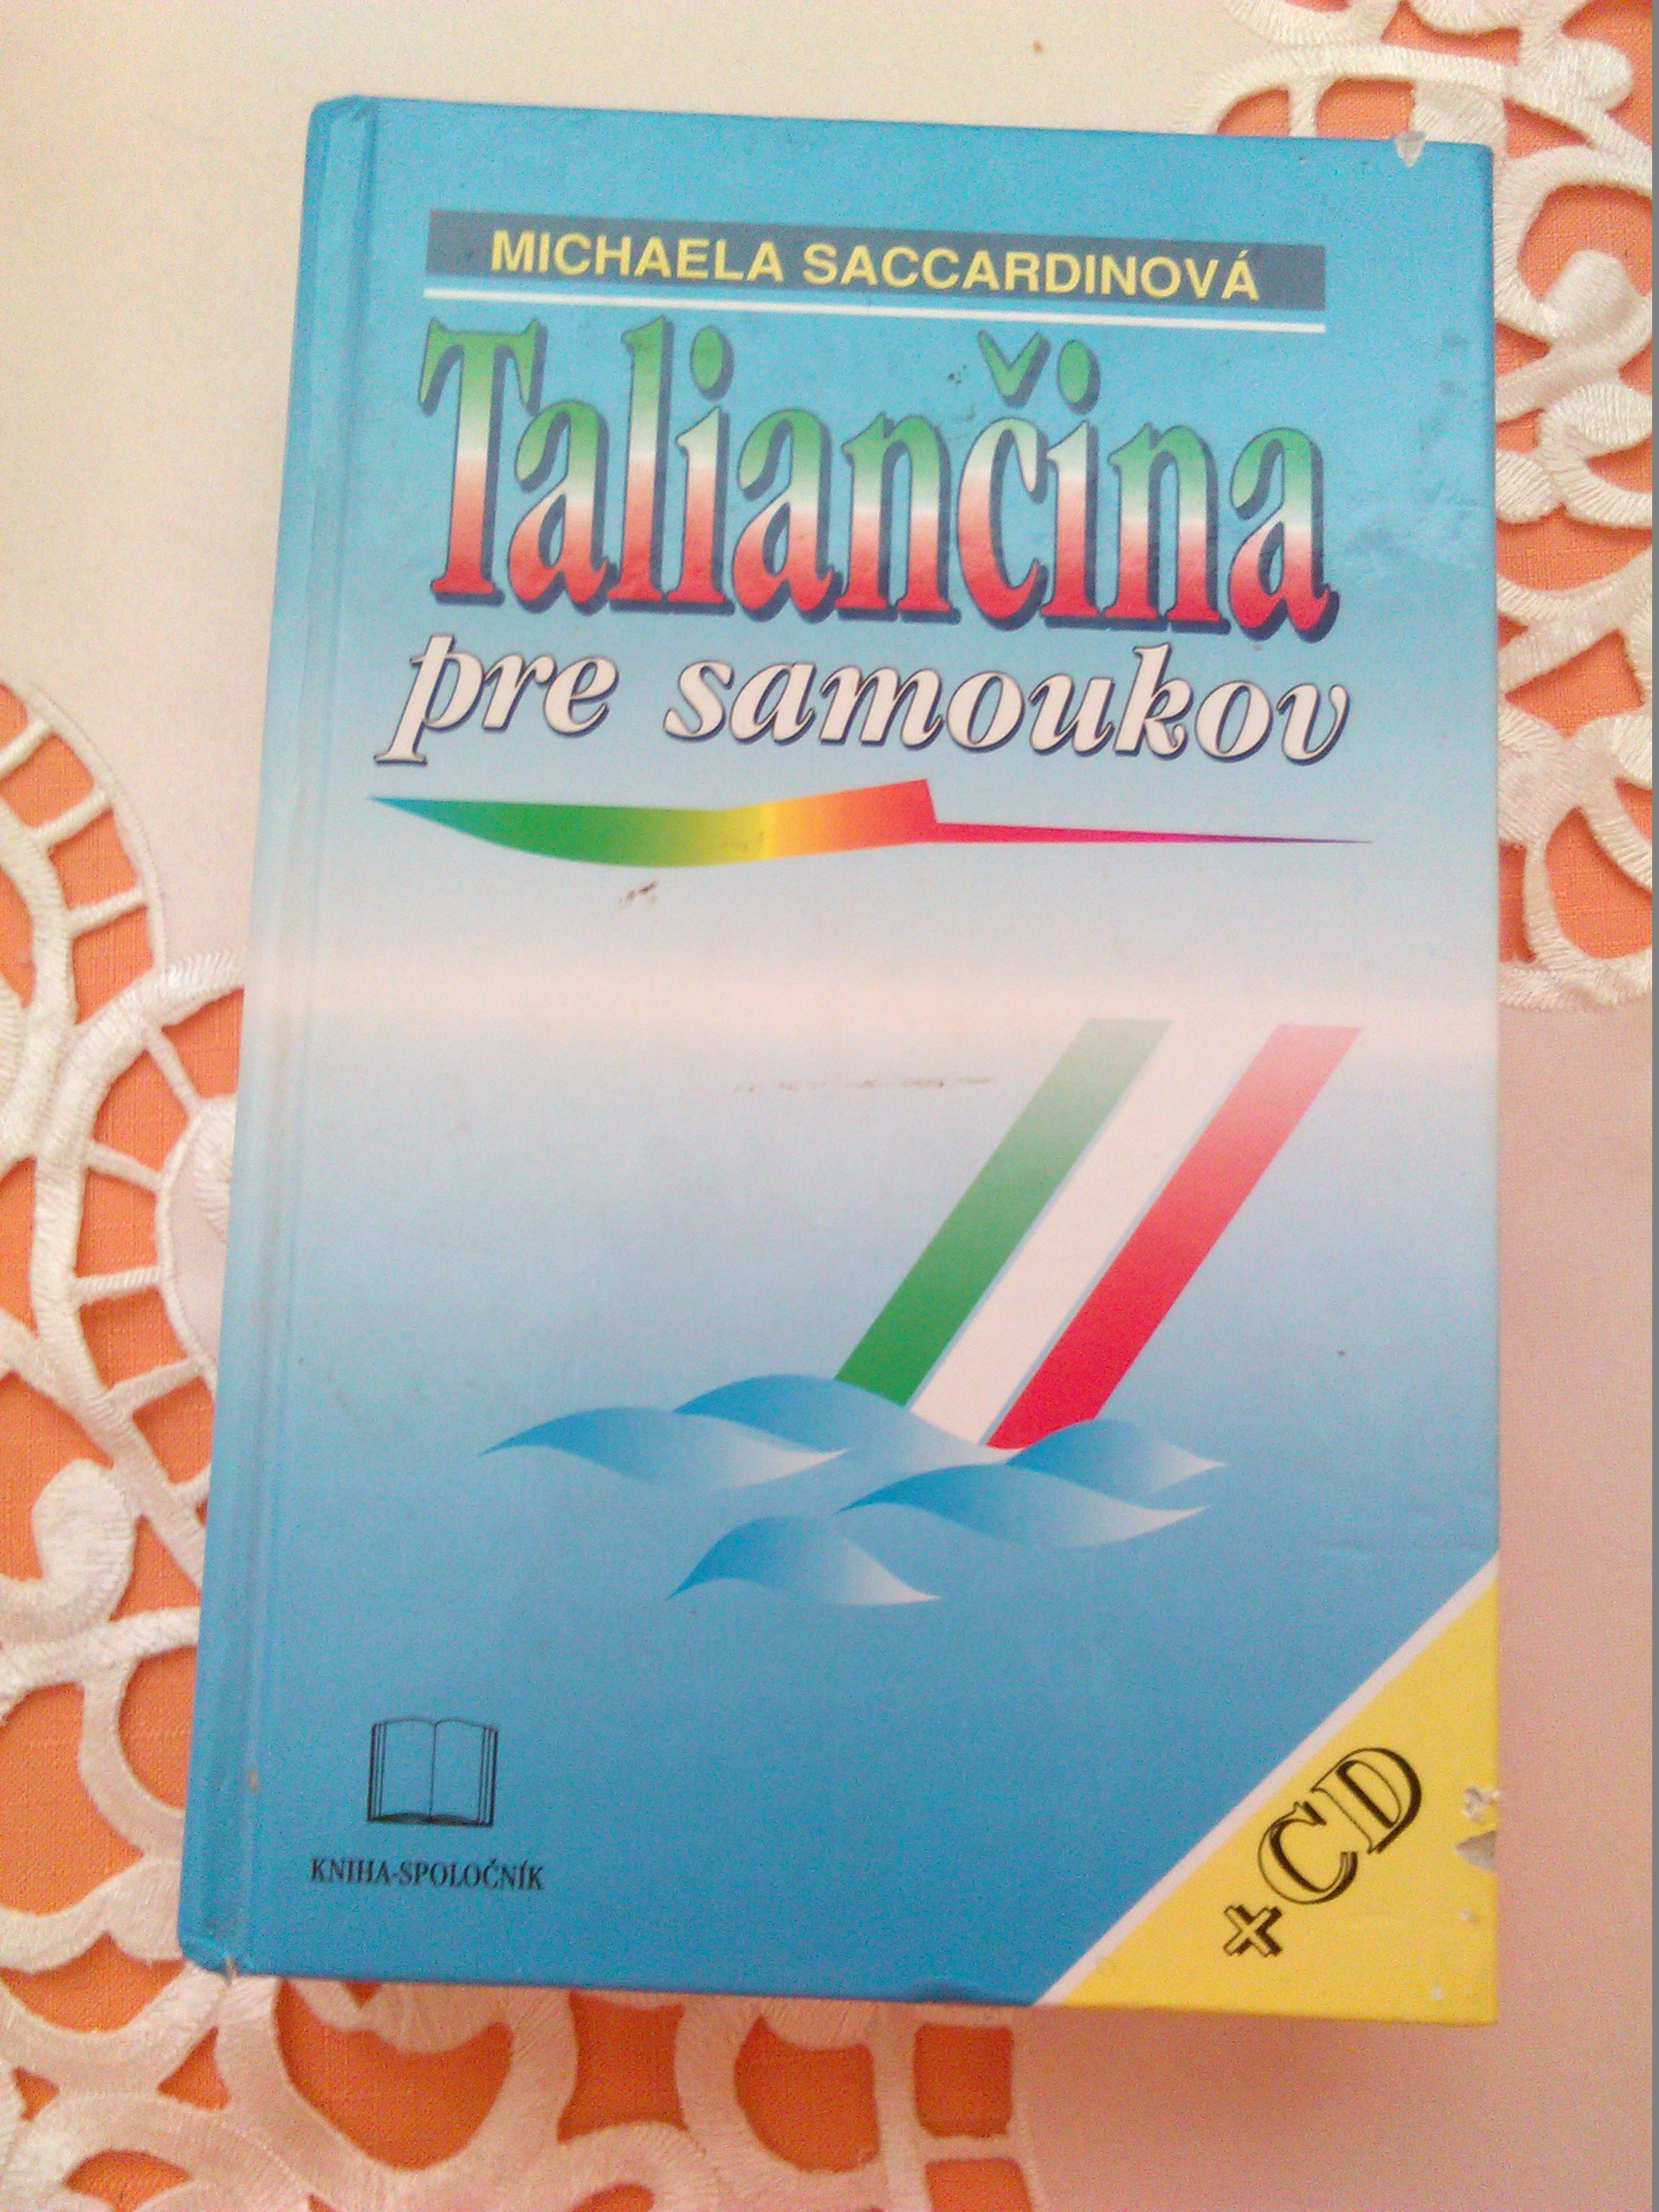 MICHAELA SACCARDINOVÁ
Taliančina
pre samoukov
KNIHA-SPOLOČNÍK
+CD